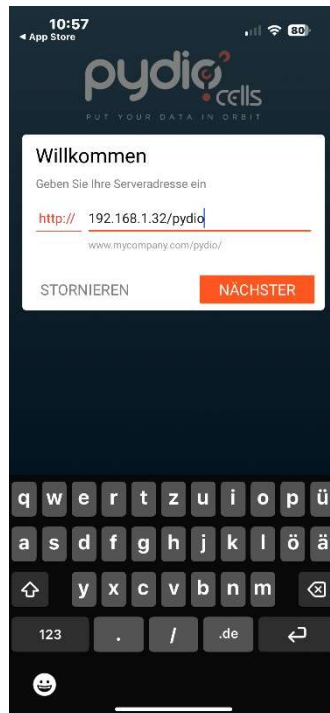 10:57
80
◄ App Store
pydio
cells
PUT YOUR DATA IN ORBIT
Willkommen
Geben Sie Ihre Serveradresse ein
http:// 192.168.1.32/pydio
www.mycompany.com/pydio/
STORNIEREN NÄCHSTER
q w e r t z u i o p ü
a s d f g h j k l ö ä
y x c v b n m
123 . / .de